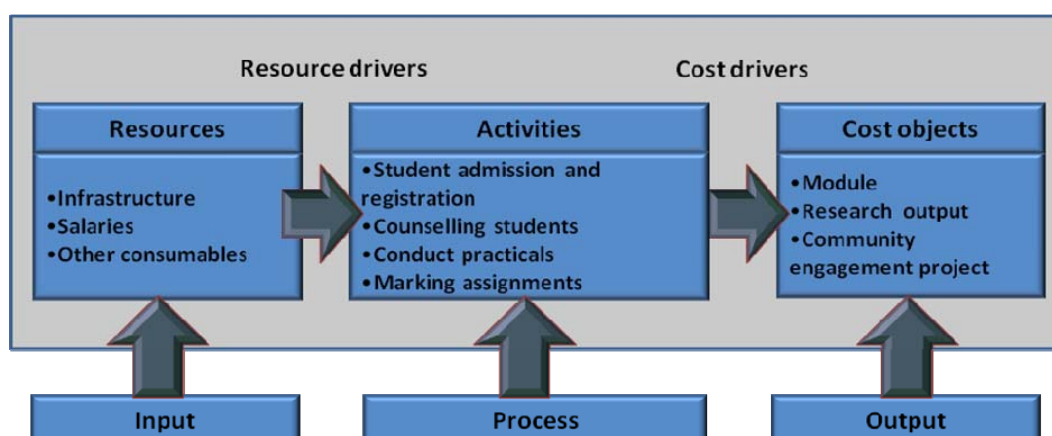 Resource drivers
Cost drivers
Resources
•Infrastructure
•Salaries
•Other consumables
Activities
•Student admission and
registration
•Counselling students
•Conduct practicals
•Marking assignments
Cost objects
•Module
•Research output
•Community
engagement project
Input
Process
Output